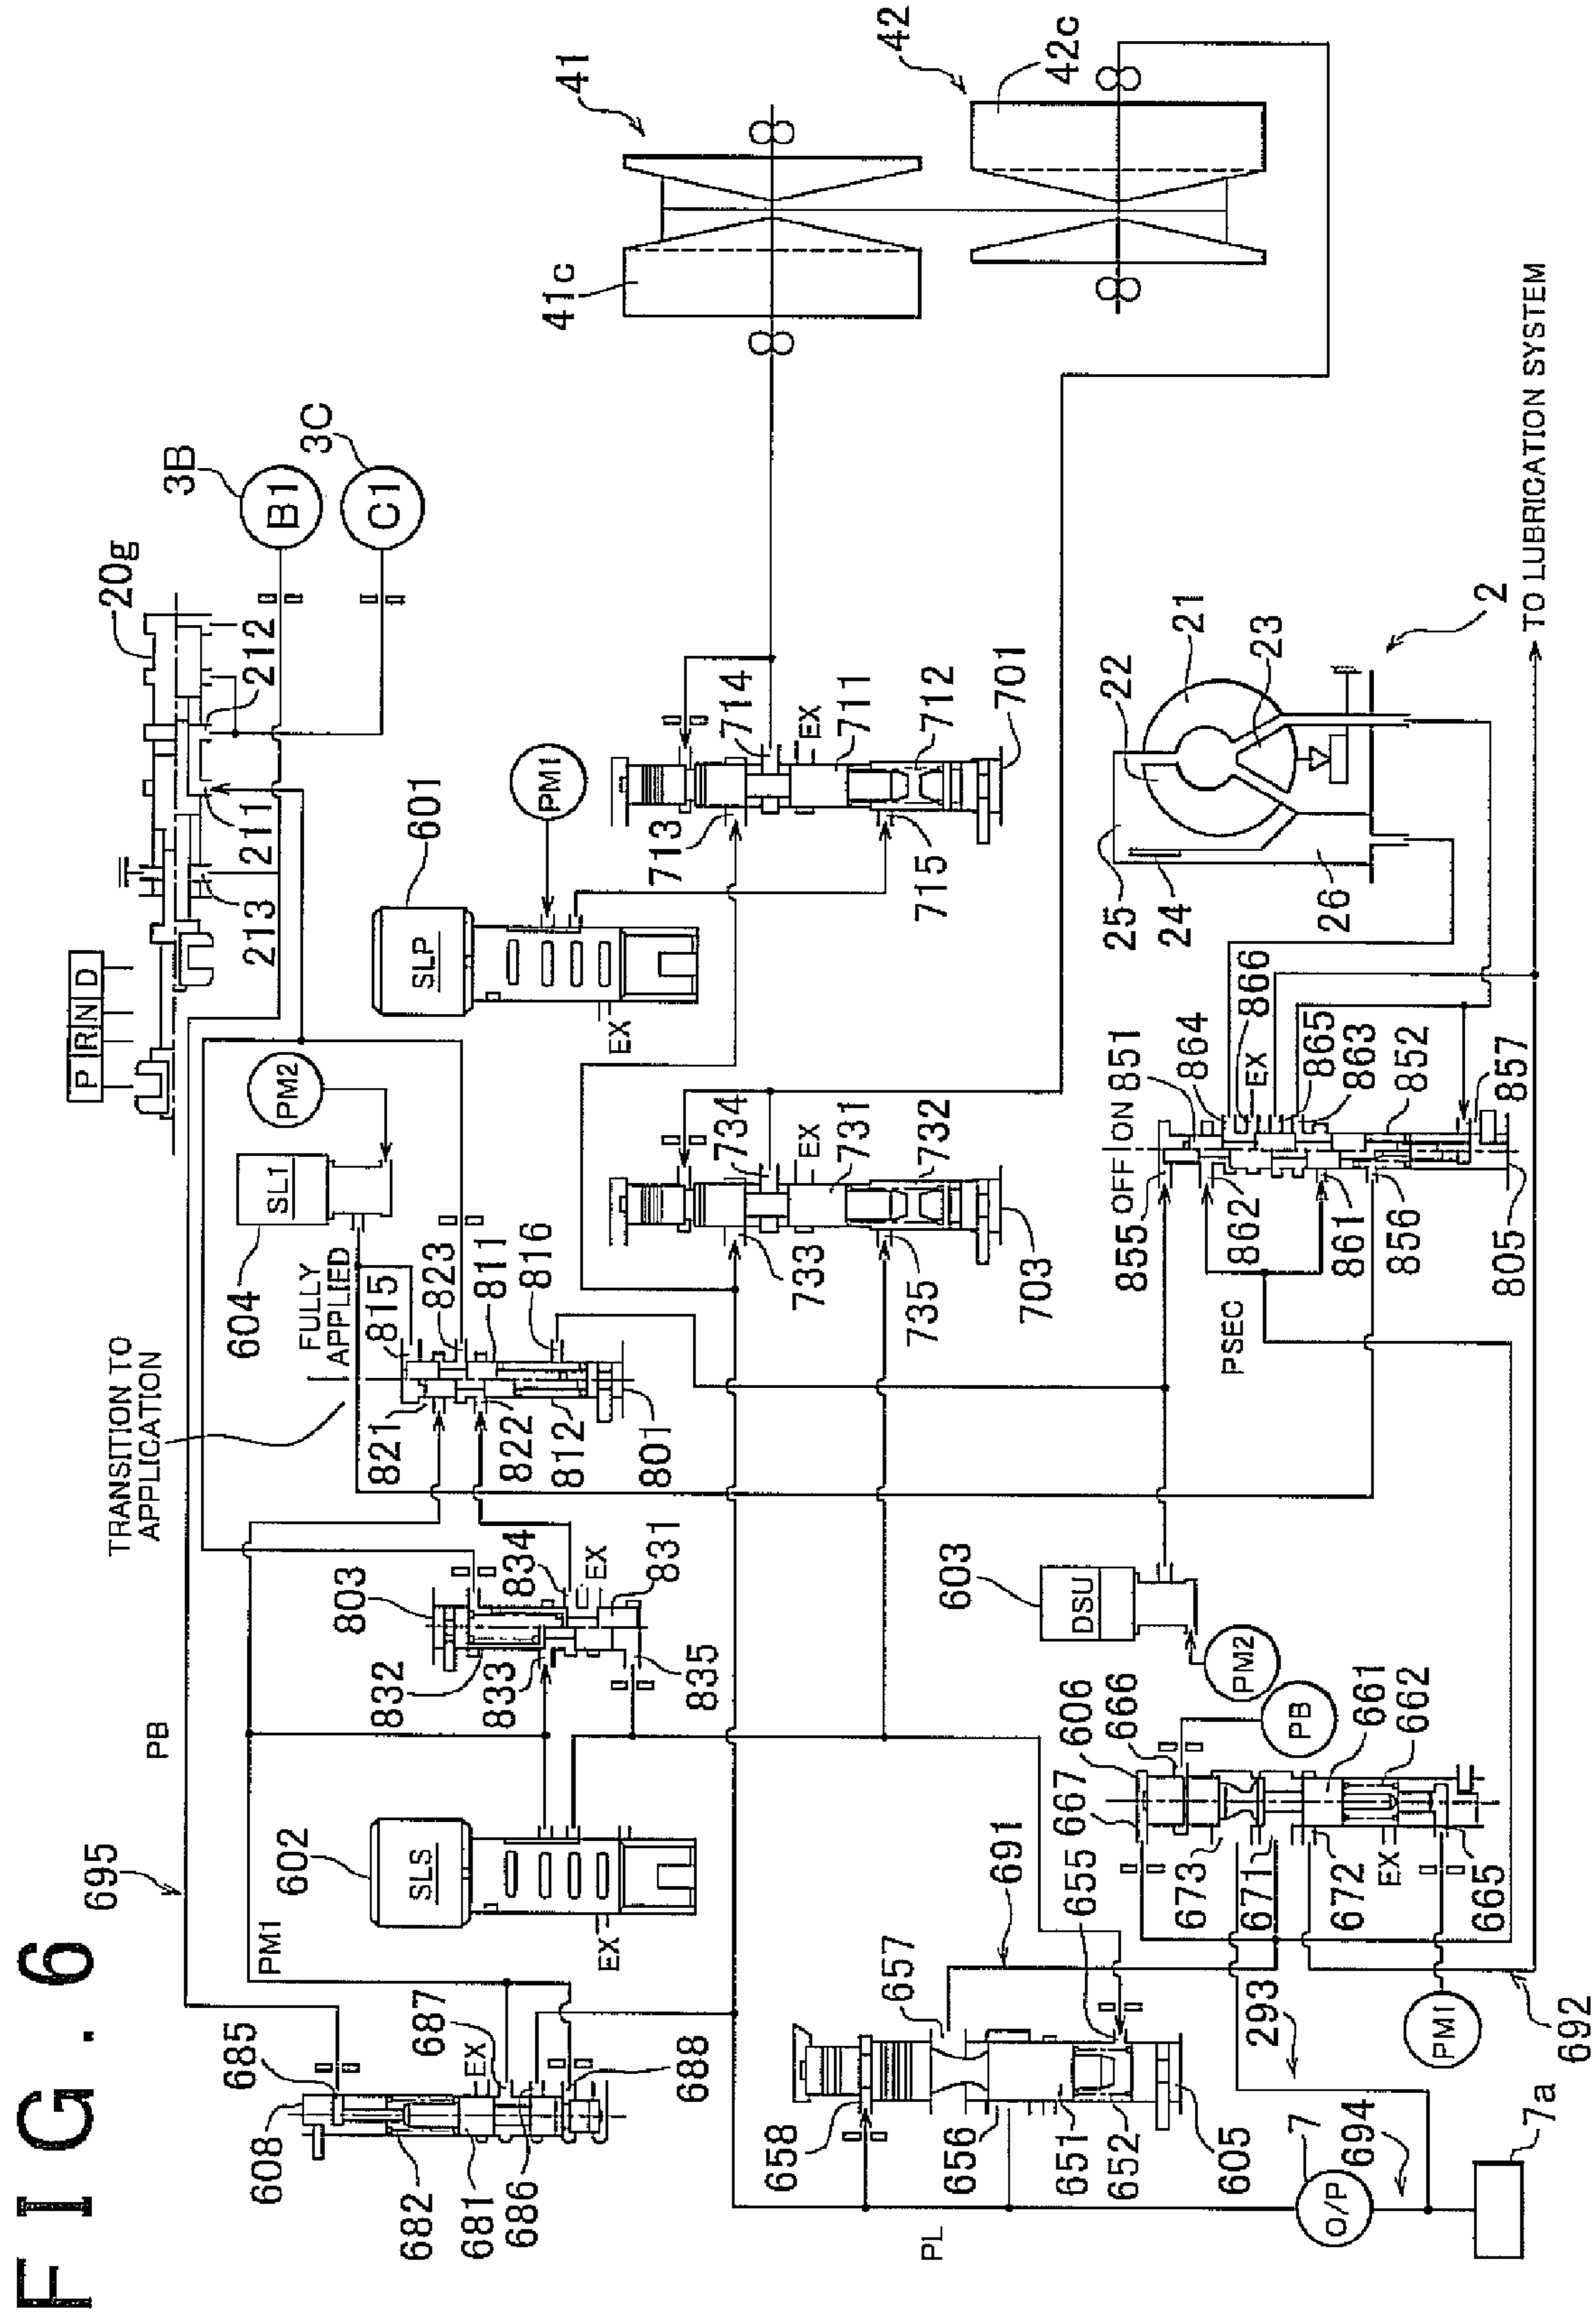 FIG. 6
695
PB
TRANSITION TO
APPLICATION
FULLY
APPLIED
P R N D
20g
3B
3C
B1
C1
212
211
213
41
41c
42
42c
608
685
682
681
686
687
EX
688
PM1
602
SLS
EX
803
832
833
834
EX
831
835
821
822
812
801
815
823
811
816
604
SL1
PM2
601
SLP
EX
PM1
713
714
EX
711
712
715
701
733
734
EX
731
732
735
703
PL
658
657
656
651
652
605
655
691
293
7
O/P
694
7a
692
PM1
667
606
666
673
671
672
EX
665
661
662
PB
PM2
603
DSU
PSEC
855
OFF
ON
851
862
861
856
805
864
866
EX
865
863
852
857
25
24
26
22
21
23
2
TO LUBRICATION SYSTEM